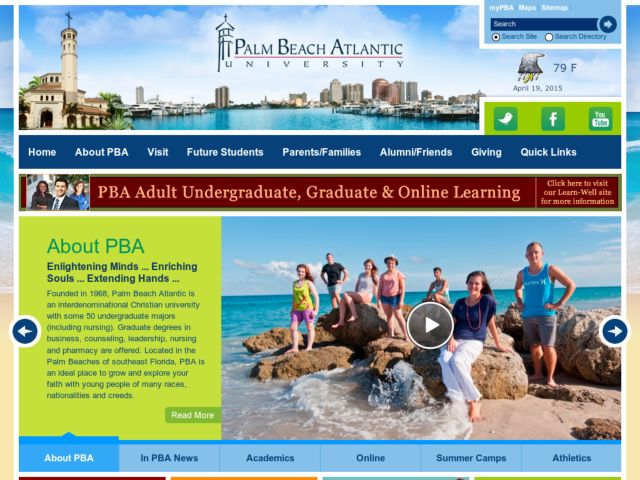 myPBA Maps Sitemap
Search
Search Site Search Directory
PALM BEACH ATLANTIC
UNIVERSITY
79 F
April 19, 2015
You Tube
Home About PBA Visit Future Students Parents/Families Alumni/Friends Giving Quick Links
PBA Adult Undergraduate, Graduate & Online Learning
Click here to visit
our Learn-Well site
for more information
About PBA
Enlightening Minds ... Enriching
Souls ... Extending Hands ...
Founded in 1968, Palm Beach Atlantic is
an interdenominational Christian university
with some 50 undergraduate majors
(including nursing). Graduate degrees in
business, counseling, leadership, nursing
and pharmacy are offered. Located in the
Palm Beaches of southeast Florida, PBA is
an ideal place to grow and explore your
faith with young people of many races,
nationalities and creeds.
Read More
About PBA In PBA News Academics Online Summer Camps Athletics